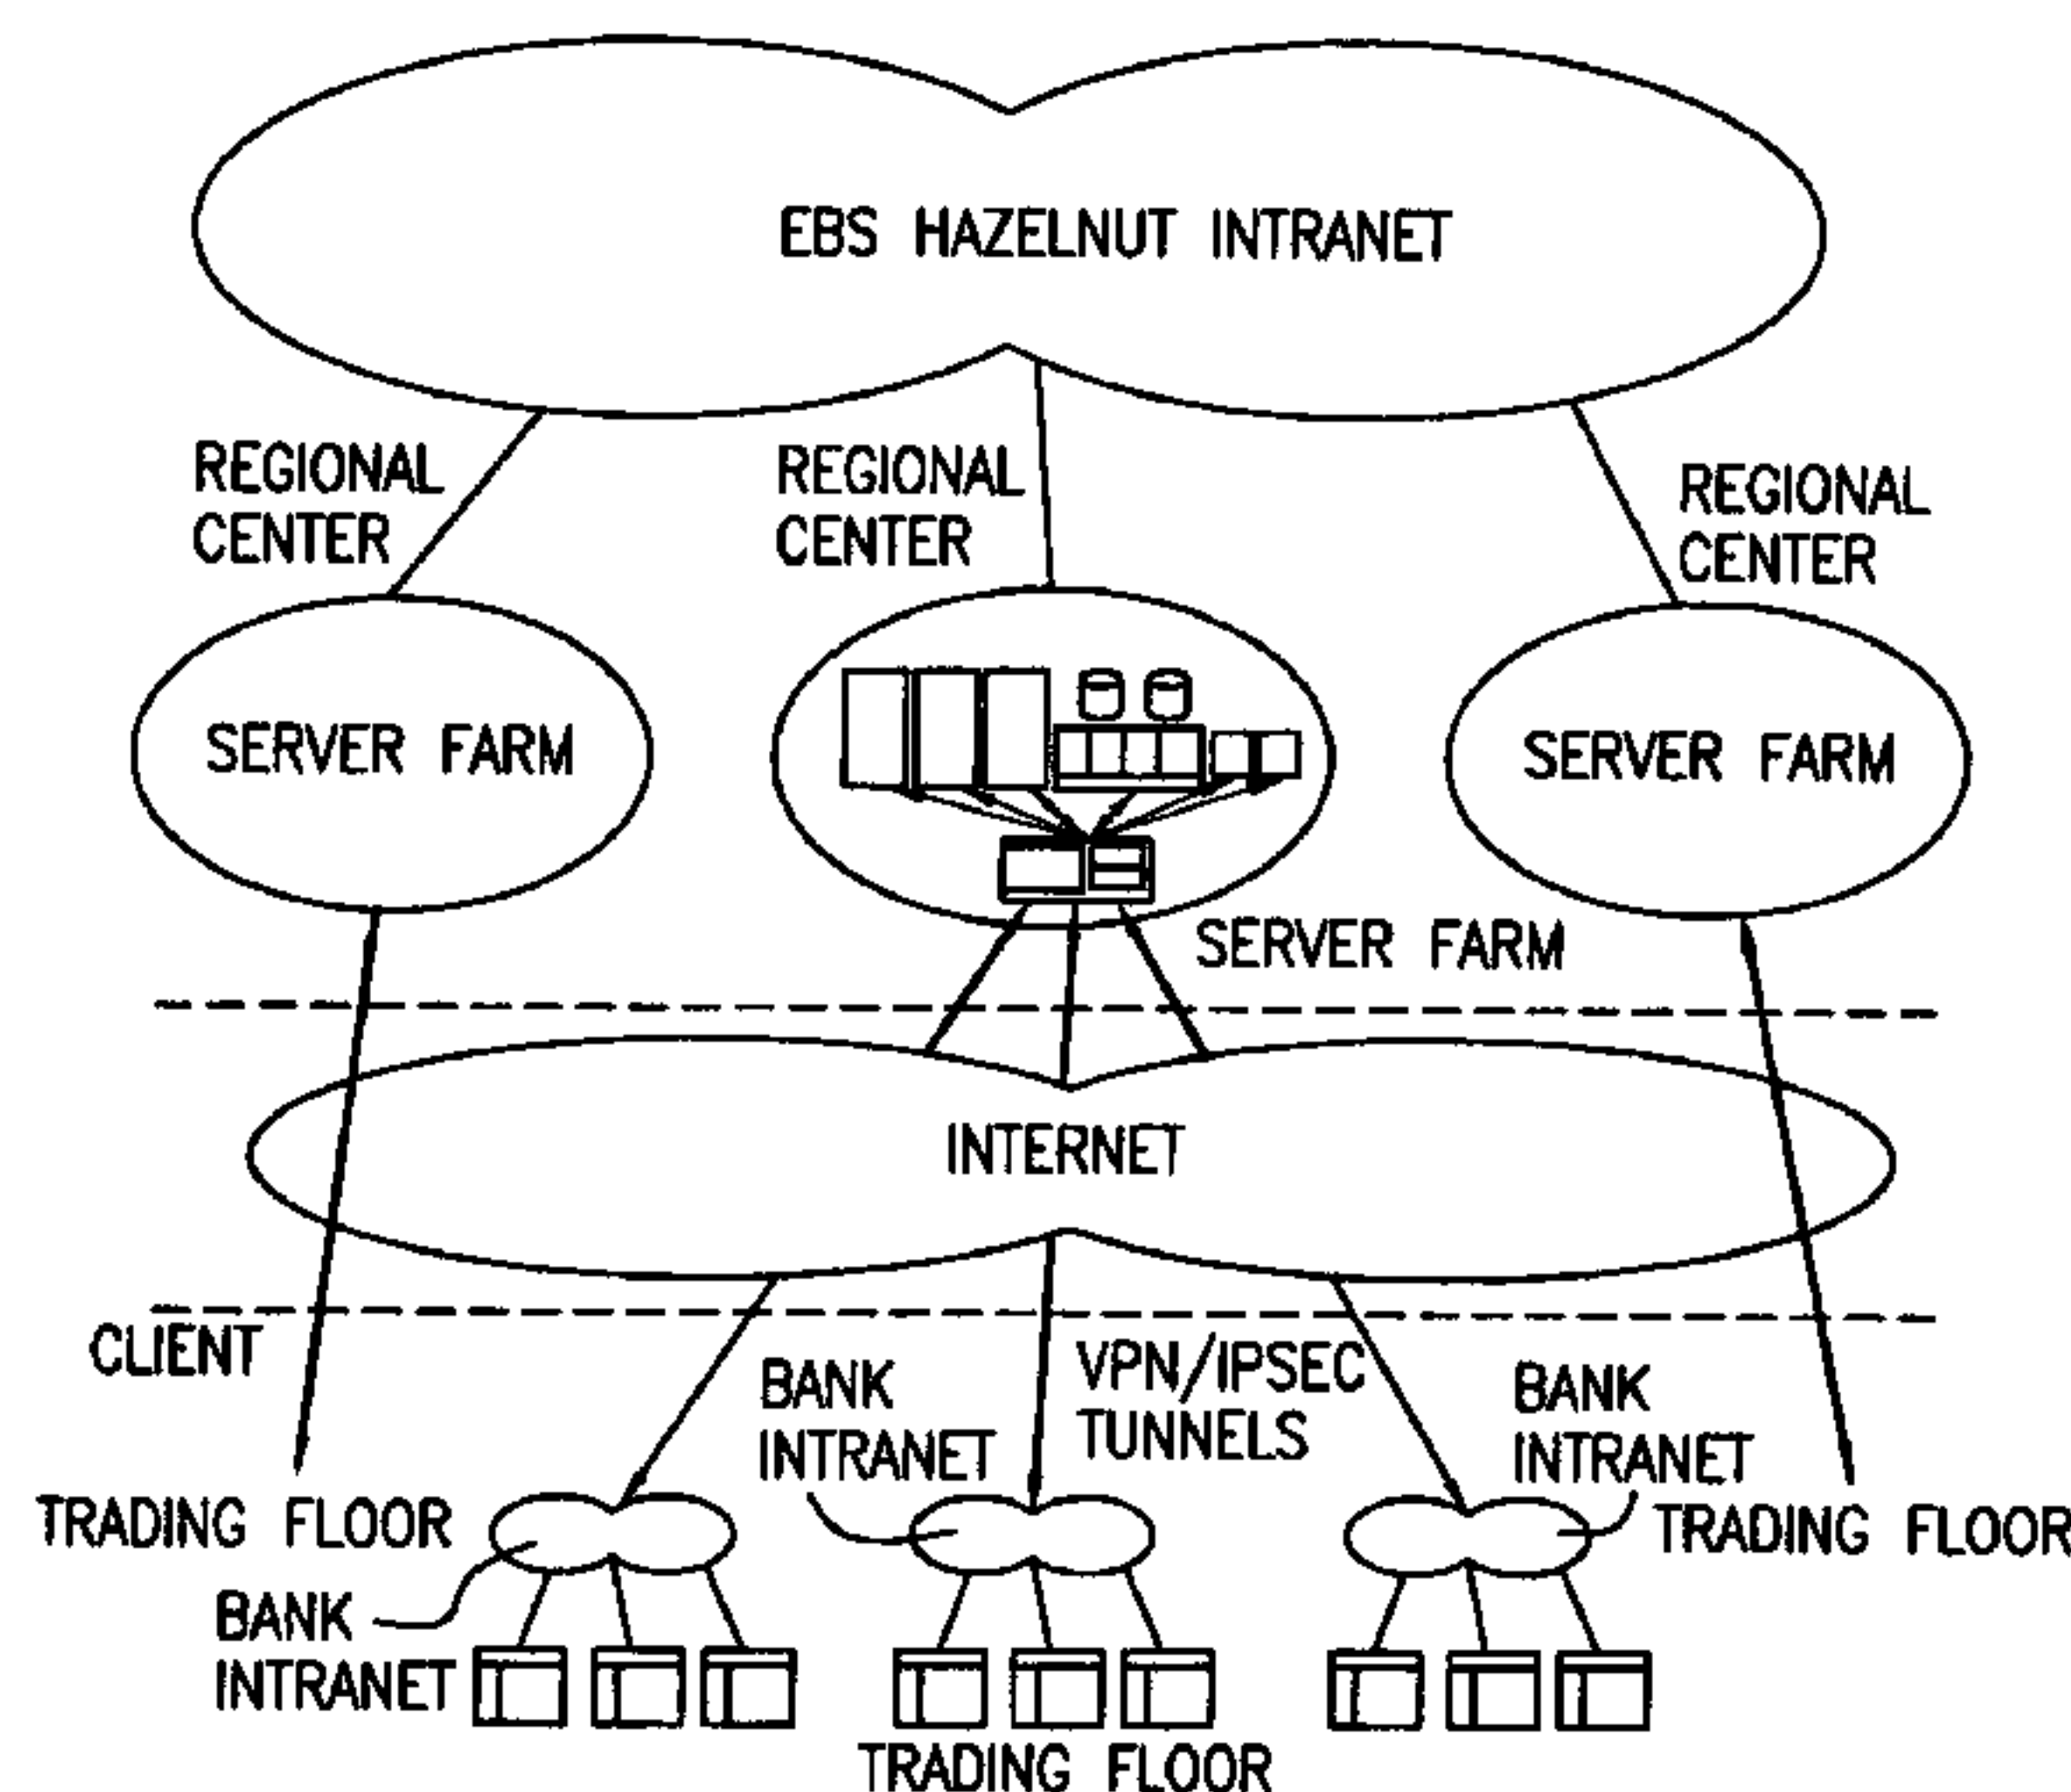 EBS HAZELNUT INTRANET
REGIONAL
CENTER
REGIONAL
CENTER
REGIONAL
CENTER
SERVER FARM
SERVER FARM
SERVER FARM
INTERNET
CLIENT
BANK
INTRANET
VPN/IPSEC
TUNNELS
BANK
INTRANET
TRADING FLOOR
TRADING FLOOR
BANK
INTRANET
TRADING FLOOR